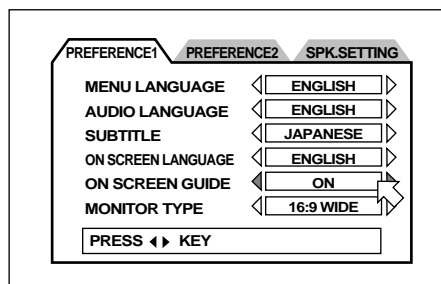 PREFERENCE1 PREFERENCE2 SPK.SETTING
MENU LANGUAGE ENGLISH
AUDIO LANGUAGE ENGLISH
SUBTITLE JAPANESE
ON SCREEN LANGUAGE ENGLISH
ON SCREEN GUIDE ON
MONITOR TYPE 16:9 WIDE
PRESS KEY